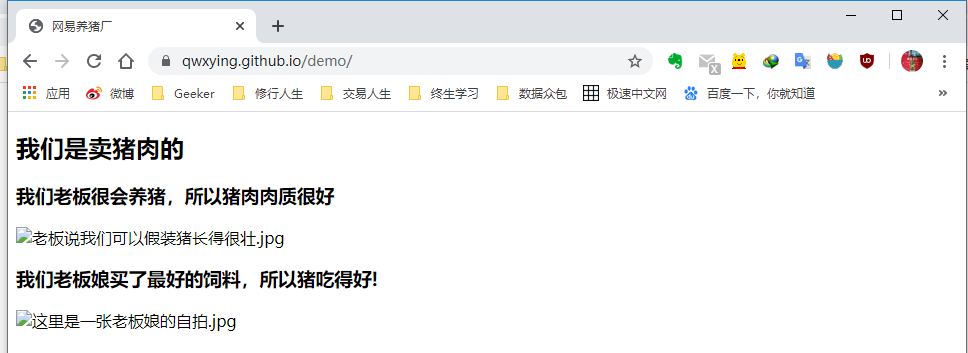 网易养猪厂
qwxying.github.io/demo/
应用 微博 Geeker 修行人生 交易人生 终生学习 数据众包 极速中文网 百度一下，你就知道
我们是卖猪肉的
我们老板很会养猪，所以猪肉肉质很好
老板说我们可以假装猪长得很壮.jpg
我们老板娘买了最好的饲料，所以猪吃得好!
这里是一张老板娘的自拍.jpg